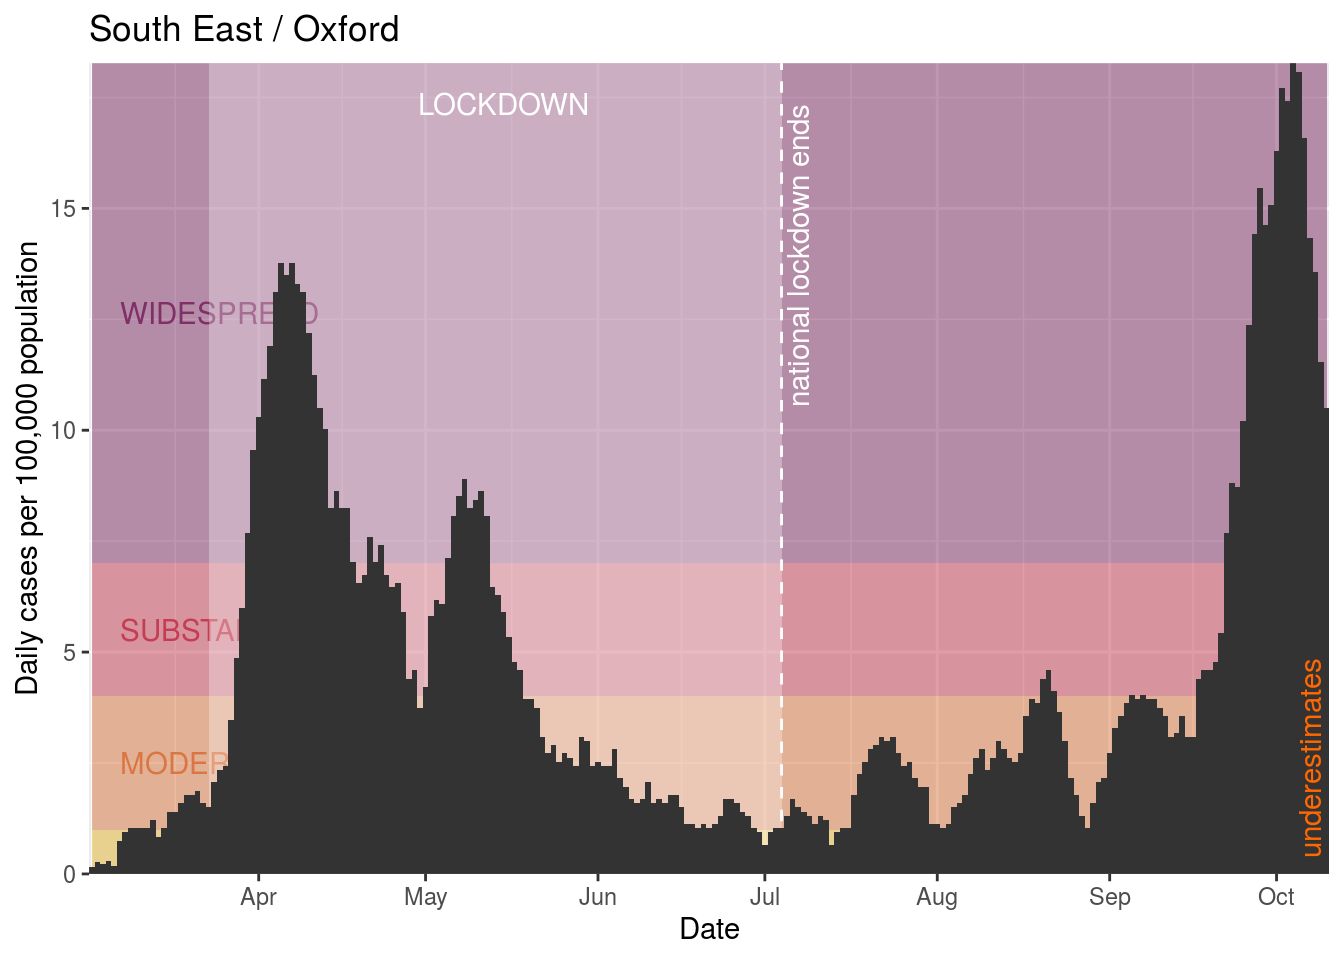 South East / Oxford
LOCKDOWN
national lockdown ends
WIDESPRE D
SUBSTA
MODER
underestimates
Daily cases per 100,000 population
15
10
5
0
Apr
May
Jun
Jul
Aug
Sep
Oct
Date